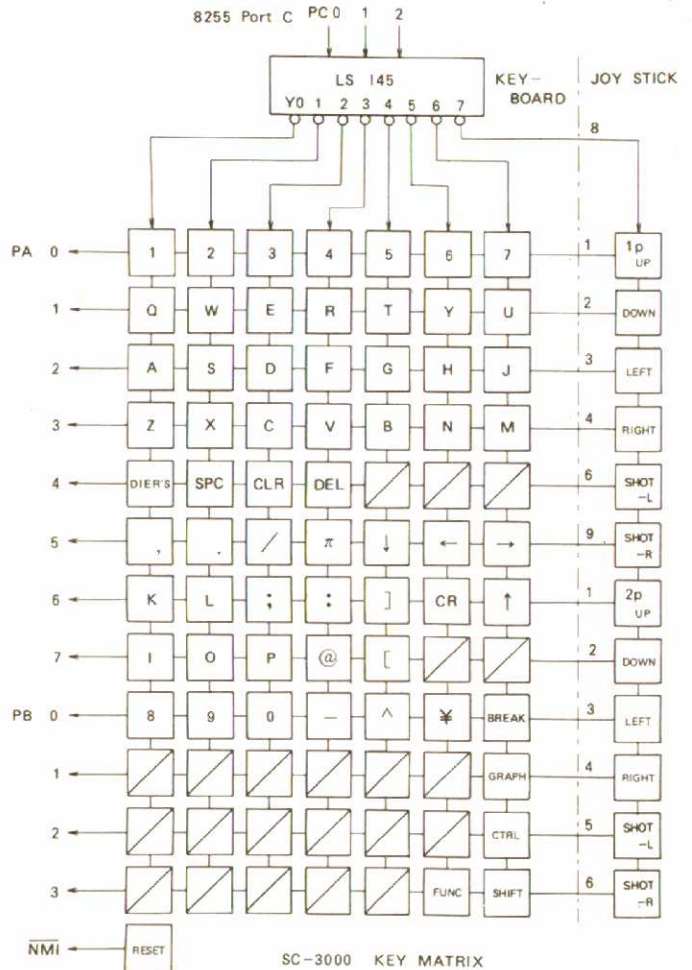 8255 Port C PC0 1 2
LS 145
Y0 1 2 3 4 5 6 7
KEY-
BOARD
JOY STICK
8
PA 0 1 2 3 4 5 6 7 1 1p UP
1 Q W E R T Y U 2 DOWN
2 A S D F G H J 3 LEFT
3 Z X C V B N M 4 RIGHT
4 DIER'S SPC CLR DEL 6 SHOT -L
5 , . / π ↓ ← → 9 SHOT -R
6 K L ; : ] CR ↑ 1 2p UP
7 I O P @ [ 2 DOWN
PB 0 8 9 0 — ^ ¥ BREAK 3 LEFT
1 GRAPH 4 RIGHT
2 CTRL 5 SHOT -L
3 FUNC SHIFT 6 SHOT -R
NMI RESET
SC-3000 KEY MATRIX